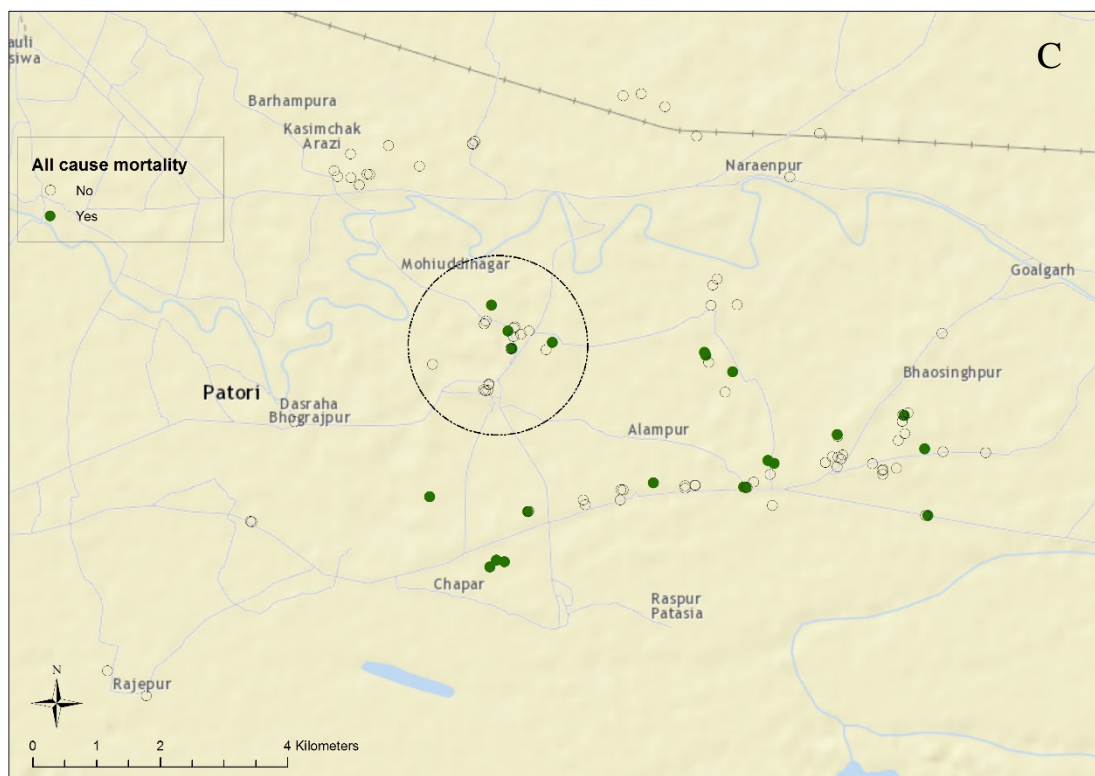 C
auli
siwa
Barhampura
Kasimchak
Arazi
All cause mortality
No
Yes
Naraenpur
Mohiuddinagar
Goalgarh
Bhaosinghpur
Patori
Dasraha
Bhograjpur
Alampur
Chapar
Raspur
Patasia
Rajepur
N
0 1 2 4 Kilometers